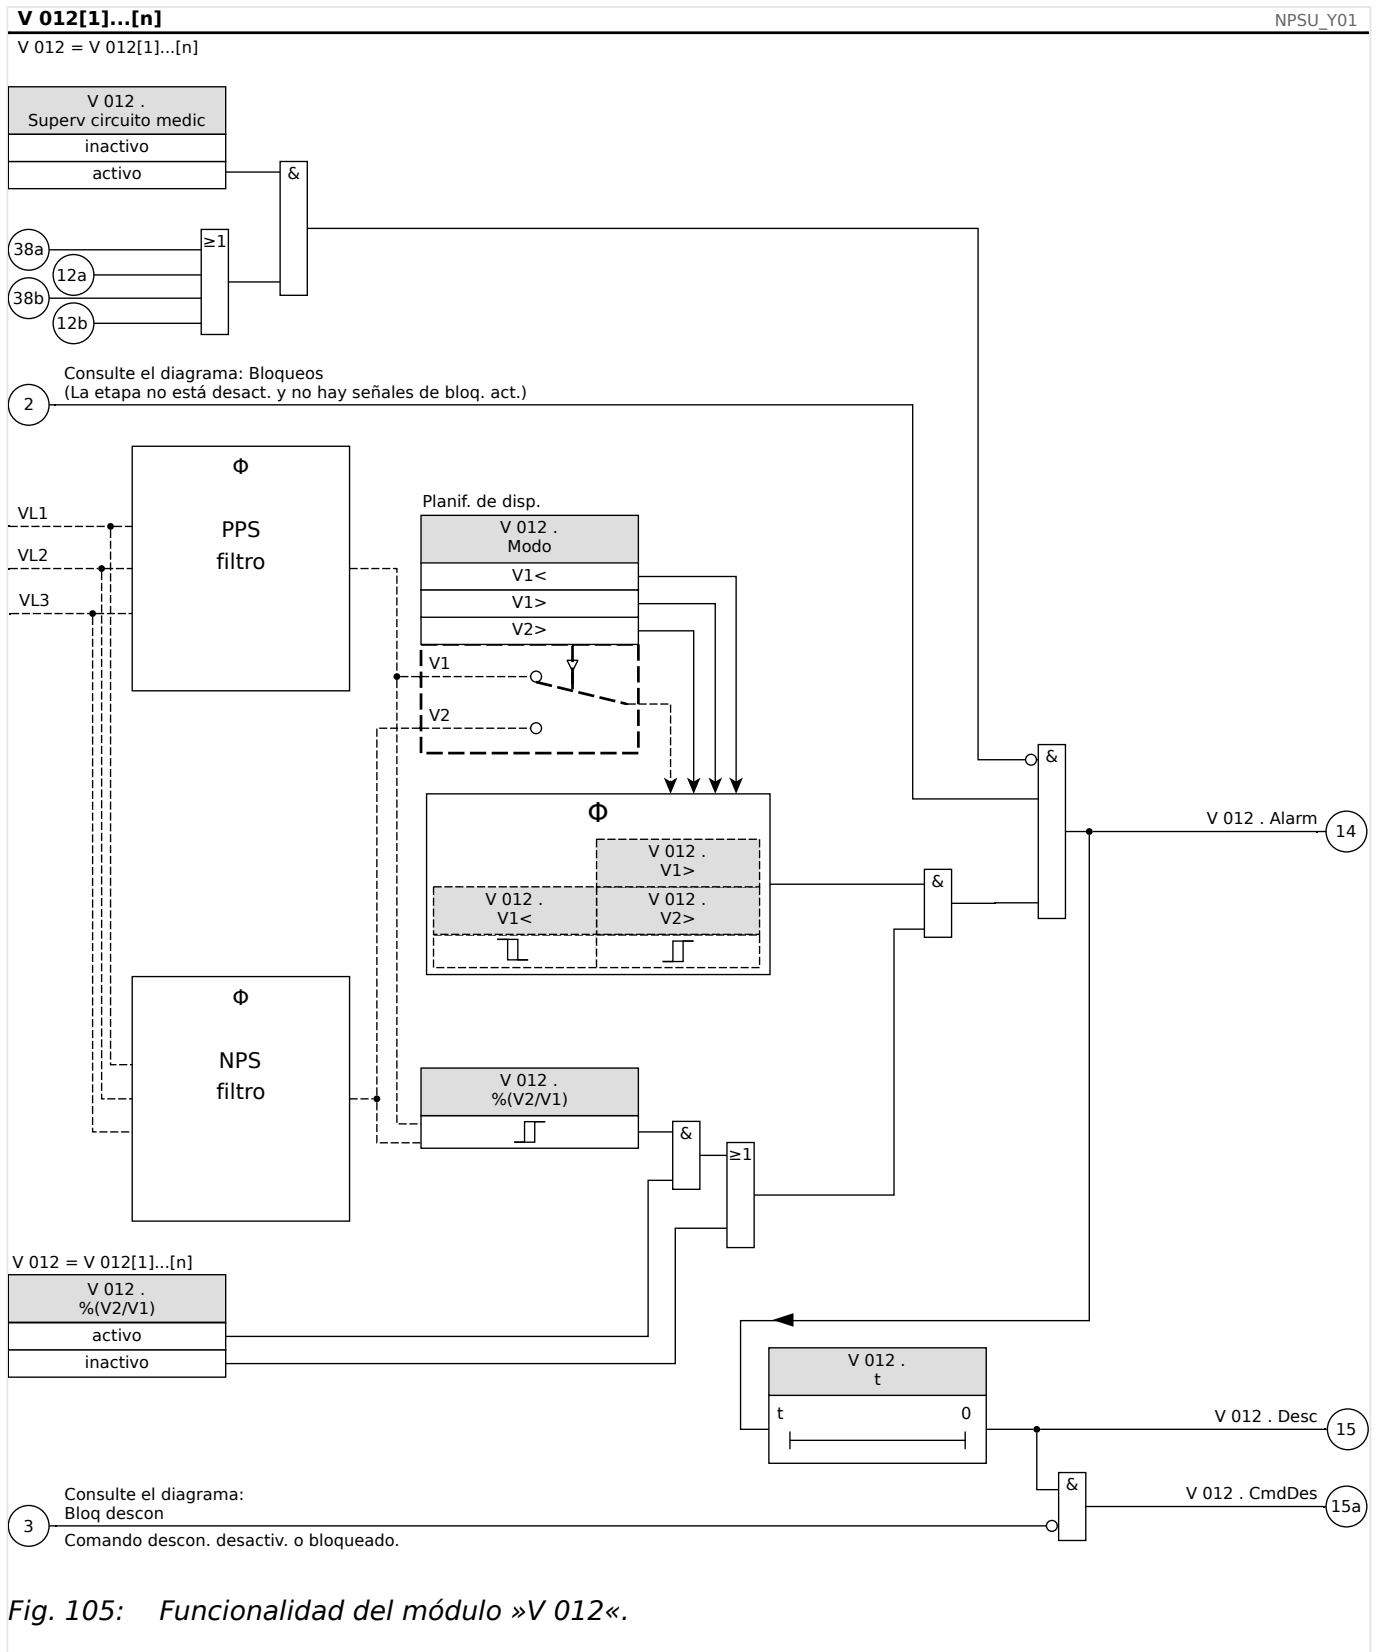 V 012[1]...[n]
NPSU_Y01
V 012 = V 012[1]...[n]
V 012 .
Superv circuito medic
inactivo
activo
&
≥1
38a
12a
38b
12b
Consulte el diagrama: Bloqueos
(La etapa no está desact. y no hay señales de bloq. act.)
2
Φ
PPS
filtro
VL1
VL2
VL3
Planif. de disp.
V 012 .
Modo
V1<
V1>
V2>
V1
V2
&
V 012 . Alarm
14
Φ
V 012 .
V1>
V 012 .
V1<
V 012 .
V2>
&
Φ
NPS
filtro
V 012 .
%(V2/V1)
&
≥1
V 012 = V 012[1]...[n]
V 012 .
%(V2/V1)
activo
inactivo
V 012 .
t
t
0
V 012 . Desc
15
&
V 012 . CmdDes
15a
Consulte el diagrama:
Bloq descon
3
Comando descon. desactiv. o bloqueado.
Fig. 105: Funcionalidad del módulo »V 012«.